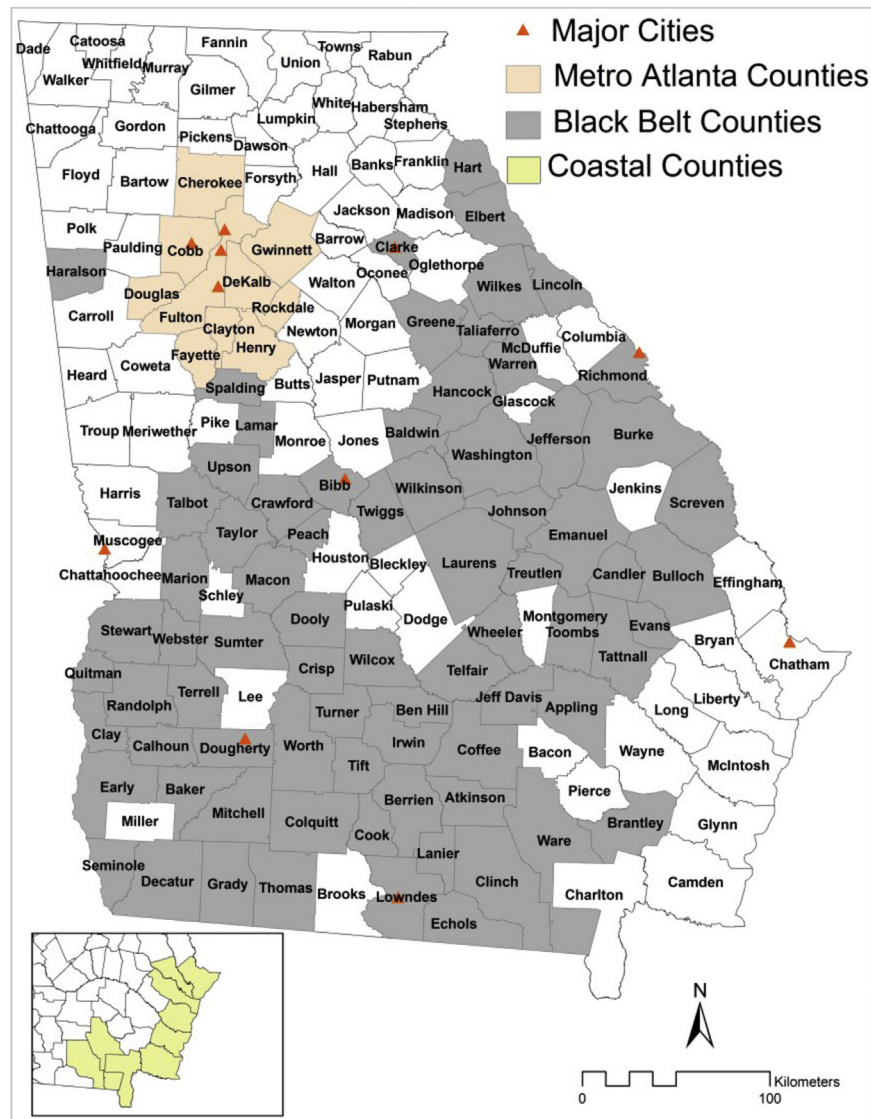 Major Cities
Metro Atlanta Counties
Black Belt Counties
Coastal Counties
Dade
Catoosa
Whitfield
Walker
Murray
Fannin
Union
Towns
Rabun
Gilmer
White
Habersham
Lumpkin
Stephens
Chattooga
Gordon
Pickens
Dawson
Floyd
Bartow
Cherokee
Forsyth
Hall
Banks
Franklin
Hart
Polk
Paulding
Cobb
Gwinnett
Jackson
Madison
Elbert
Barrow
Clarke
Oglethorpe
Oconee
Haralson
Douglas
DeKalb
Walton
Wilkes
Lincoln
Carroll
Fulton
Rockdale
Clayton
Newton
Morgan
Greene
Taliaferro
Columbia
McDuffie
Warren
Richmond
Heard
Coweta
Fayette
Henry
Spalding
Butts
Jasper
Putnam
Hancock
Glascock
Troup
Meriwether
Pike
Lamar
Monroe
Jones
Baldwin
Washington
Jefferson
Burke
Upson
Harris
Talbot
Crawford
Bibb
Twiggs
Wilkinson
Johnson
Jenkins
Screven
Muscogee
Taylor
Peach
Houston
Bleckley
Laurens
Emanuel
Treutlen
Candler
Bulloch
Effingham
Chattahoochee
Marion
Macon
Schley
Pulaski
Dodge
Montgomery
Toombs
Evans
Bryan
Chatham
Stewart
Webster
Sumter
Dooly
Wheeler
Tattnall
Quitman
Randolph
Terrell
Lee
Crisp
Wilcox
Telfair
Jeff Davis
Appling
Long
Liberty
Clay
Calhoun
Dougherty
Worth
Turner
Ben Hill
Irwin
Coffee
Bacon
Wayne
McIntosh
Early
Baker
Tift
Berrien
Atkinson
Pierce
Miller
Mitchell
Colquitt
Cook
Ware
Brantley
Glynn
Seminole
Decatur
Grady
Thomas
Brooks
Lanier
Lowndes
Clinch
Echols
Charlton
Camden
N
Kilometers
0
100